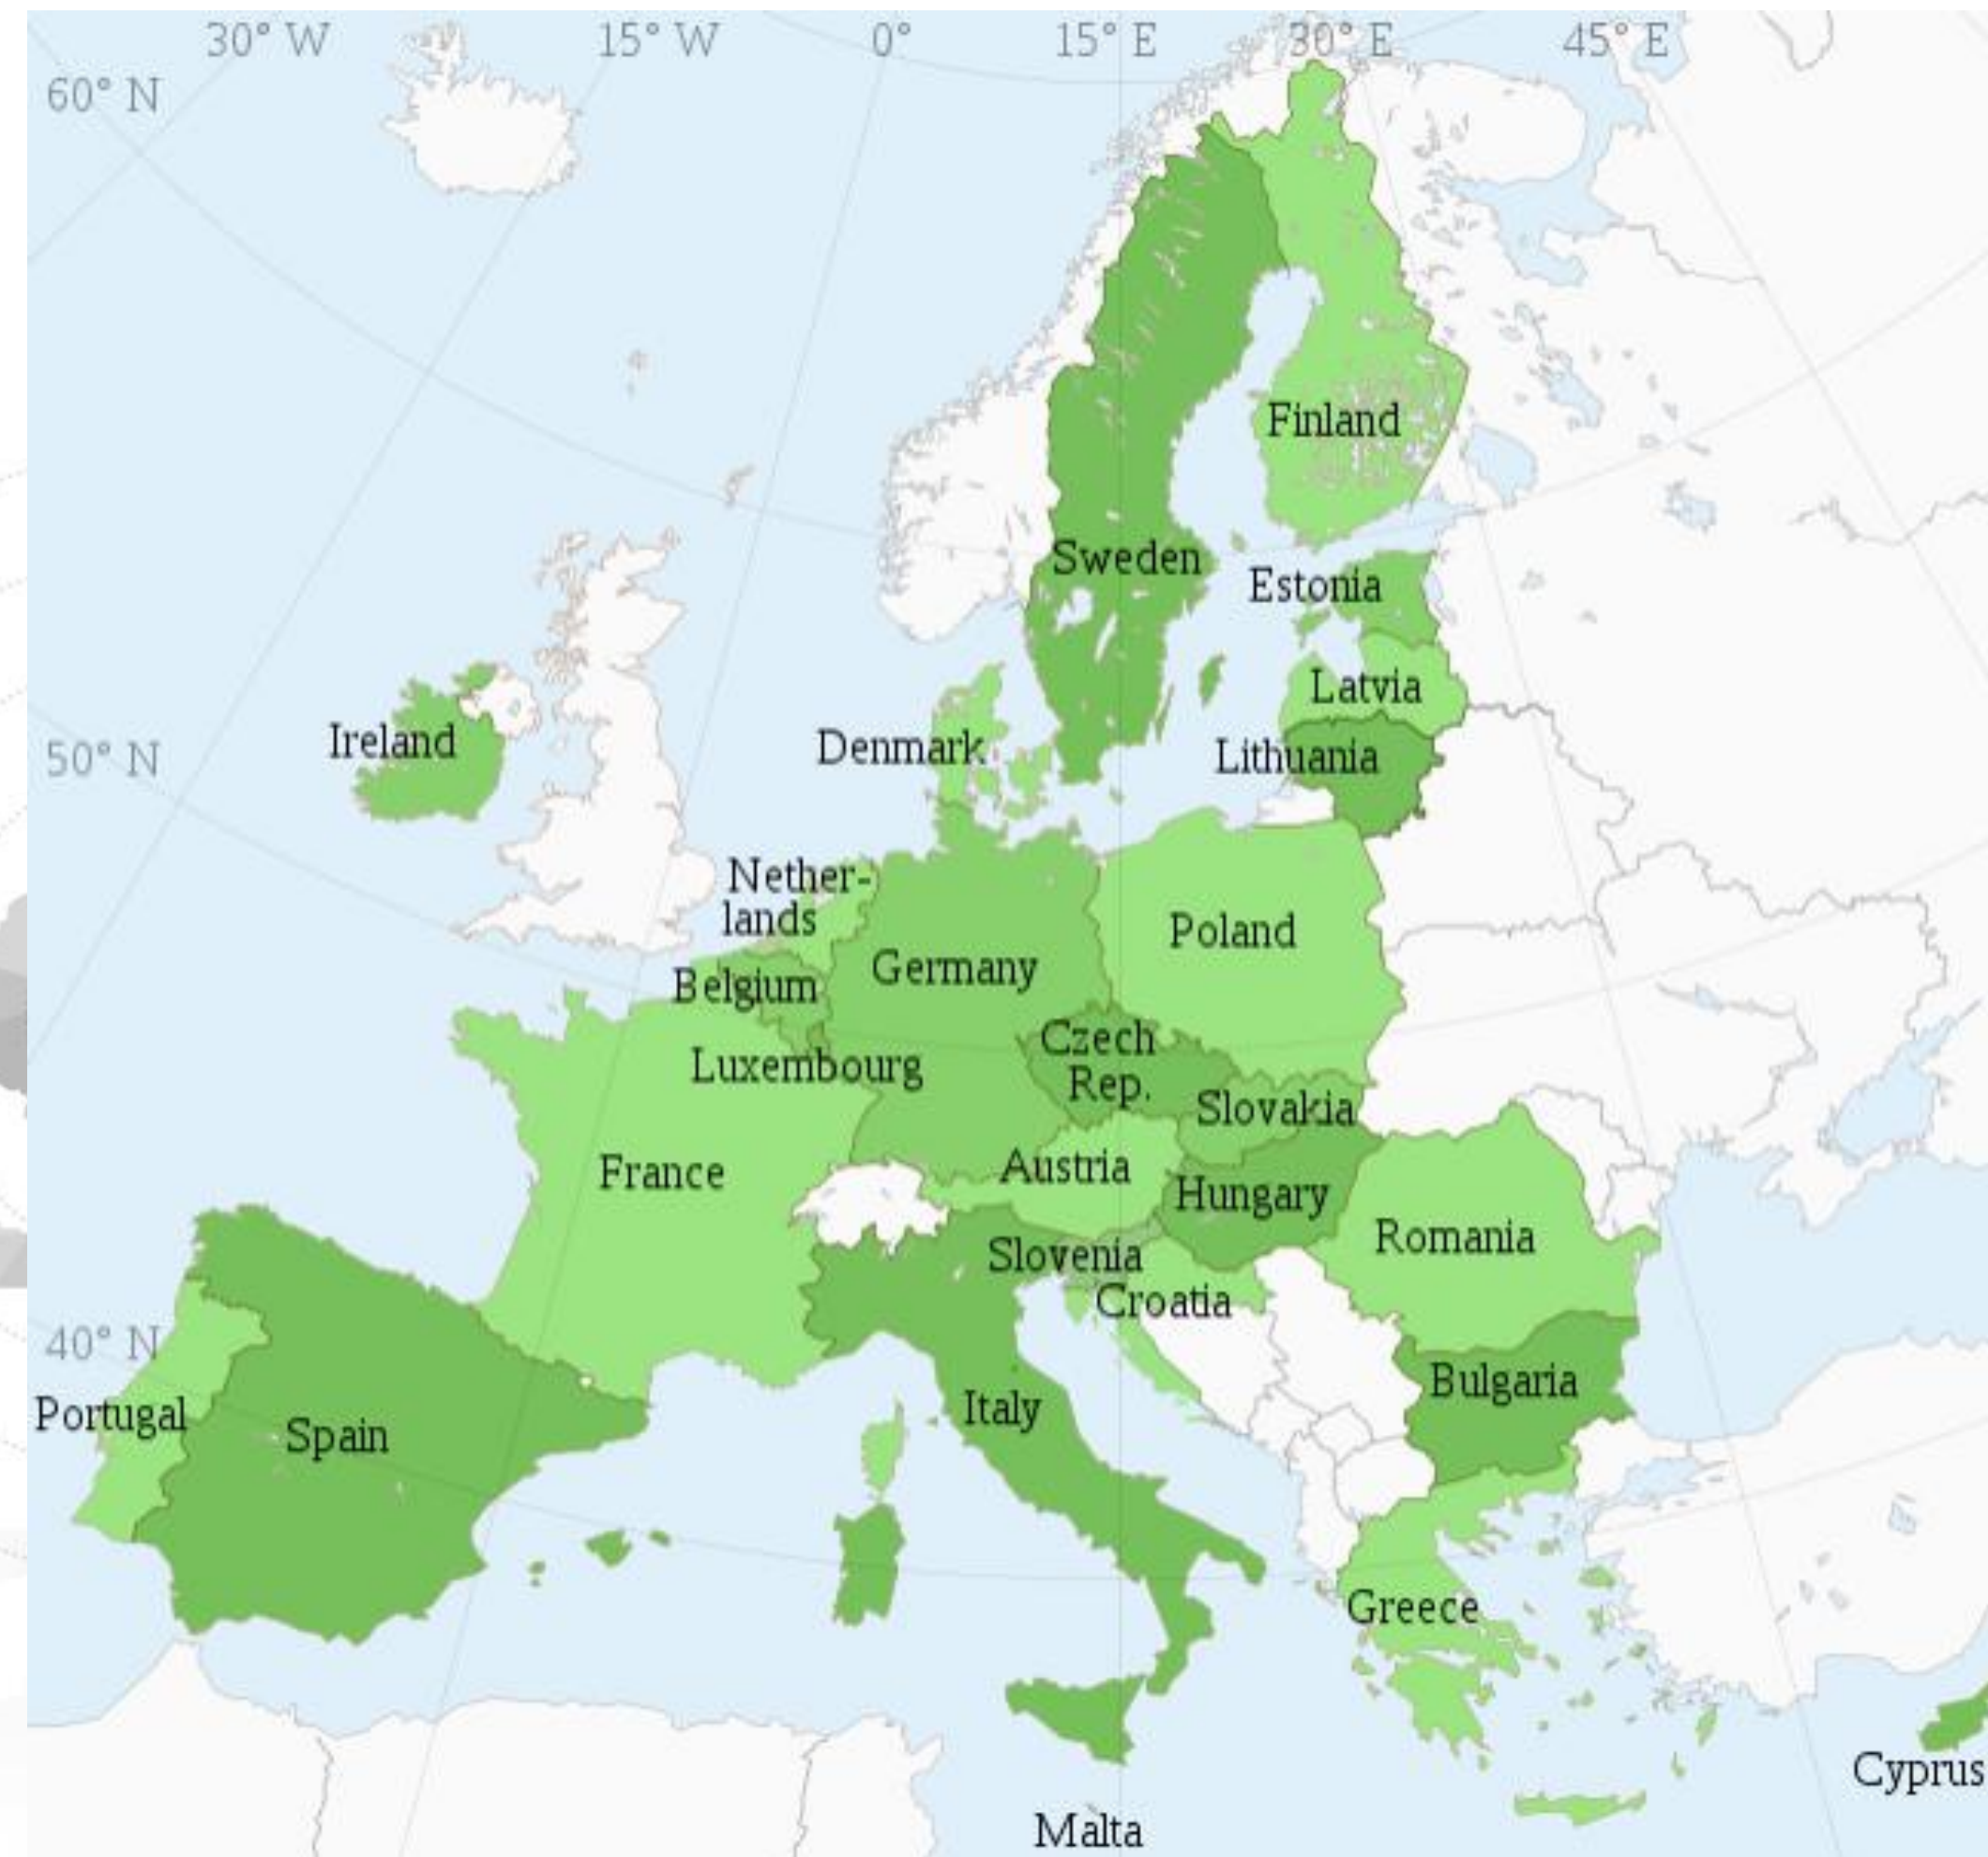 30° W
15° W
0°
15° E
30° E
45° E
60° N
Finland
Sweden
Estonia
Latvia
Ireland
Denmark
Lithuania
50° N
Nether-
lands
Poland
Germany
Belgium
Czech
Rep.
Luxembourg
Slovakia
Austria
France
Hungary
Romania
Slovenia
Croatia
40° N
Bulgaria
Portugal
Spain
Italy
Greece
Cyprus
Malta